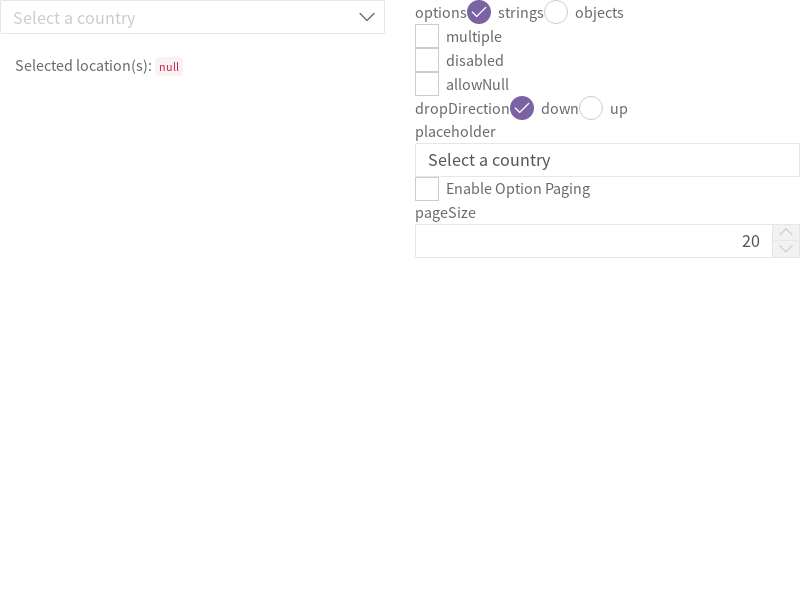 Select a country
Selected location(s): null
options strings objects
multiple
disabled
allowNull
dropDirection down up
placeholder
Select a country
Enable Option Paging
pageSize
20